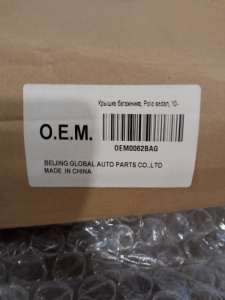 Крышка багажника, Polo sedan, 10-
O.E.M.
OEM0062BAG
BEIJING GLOBAL AUTO PARTS CO.,LTD
MADE IN CHINA